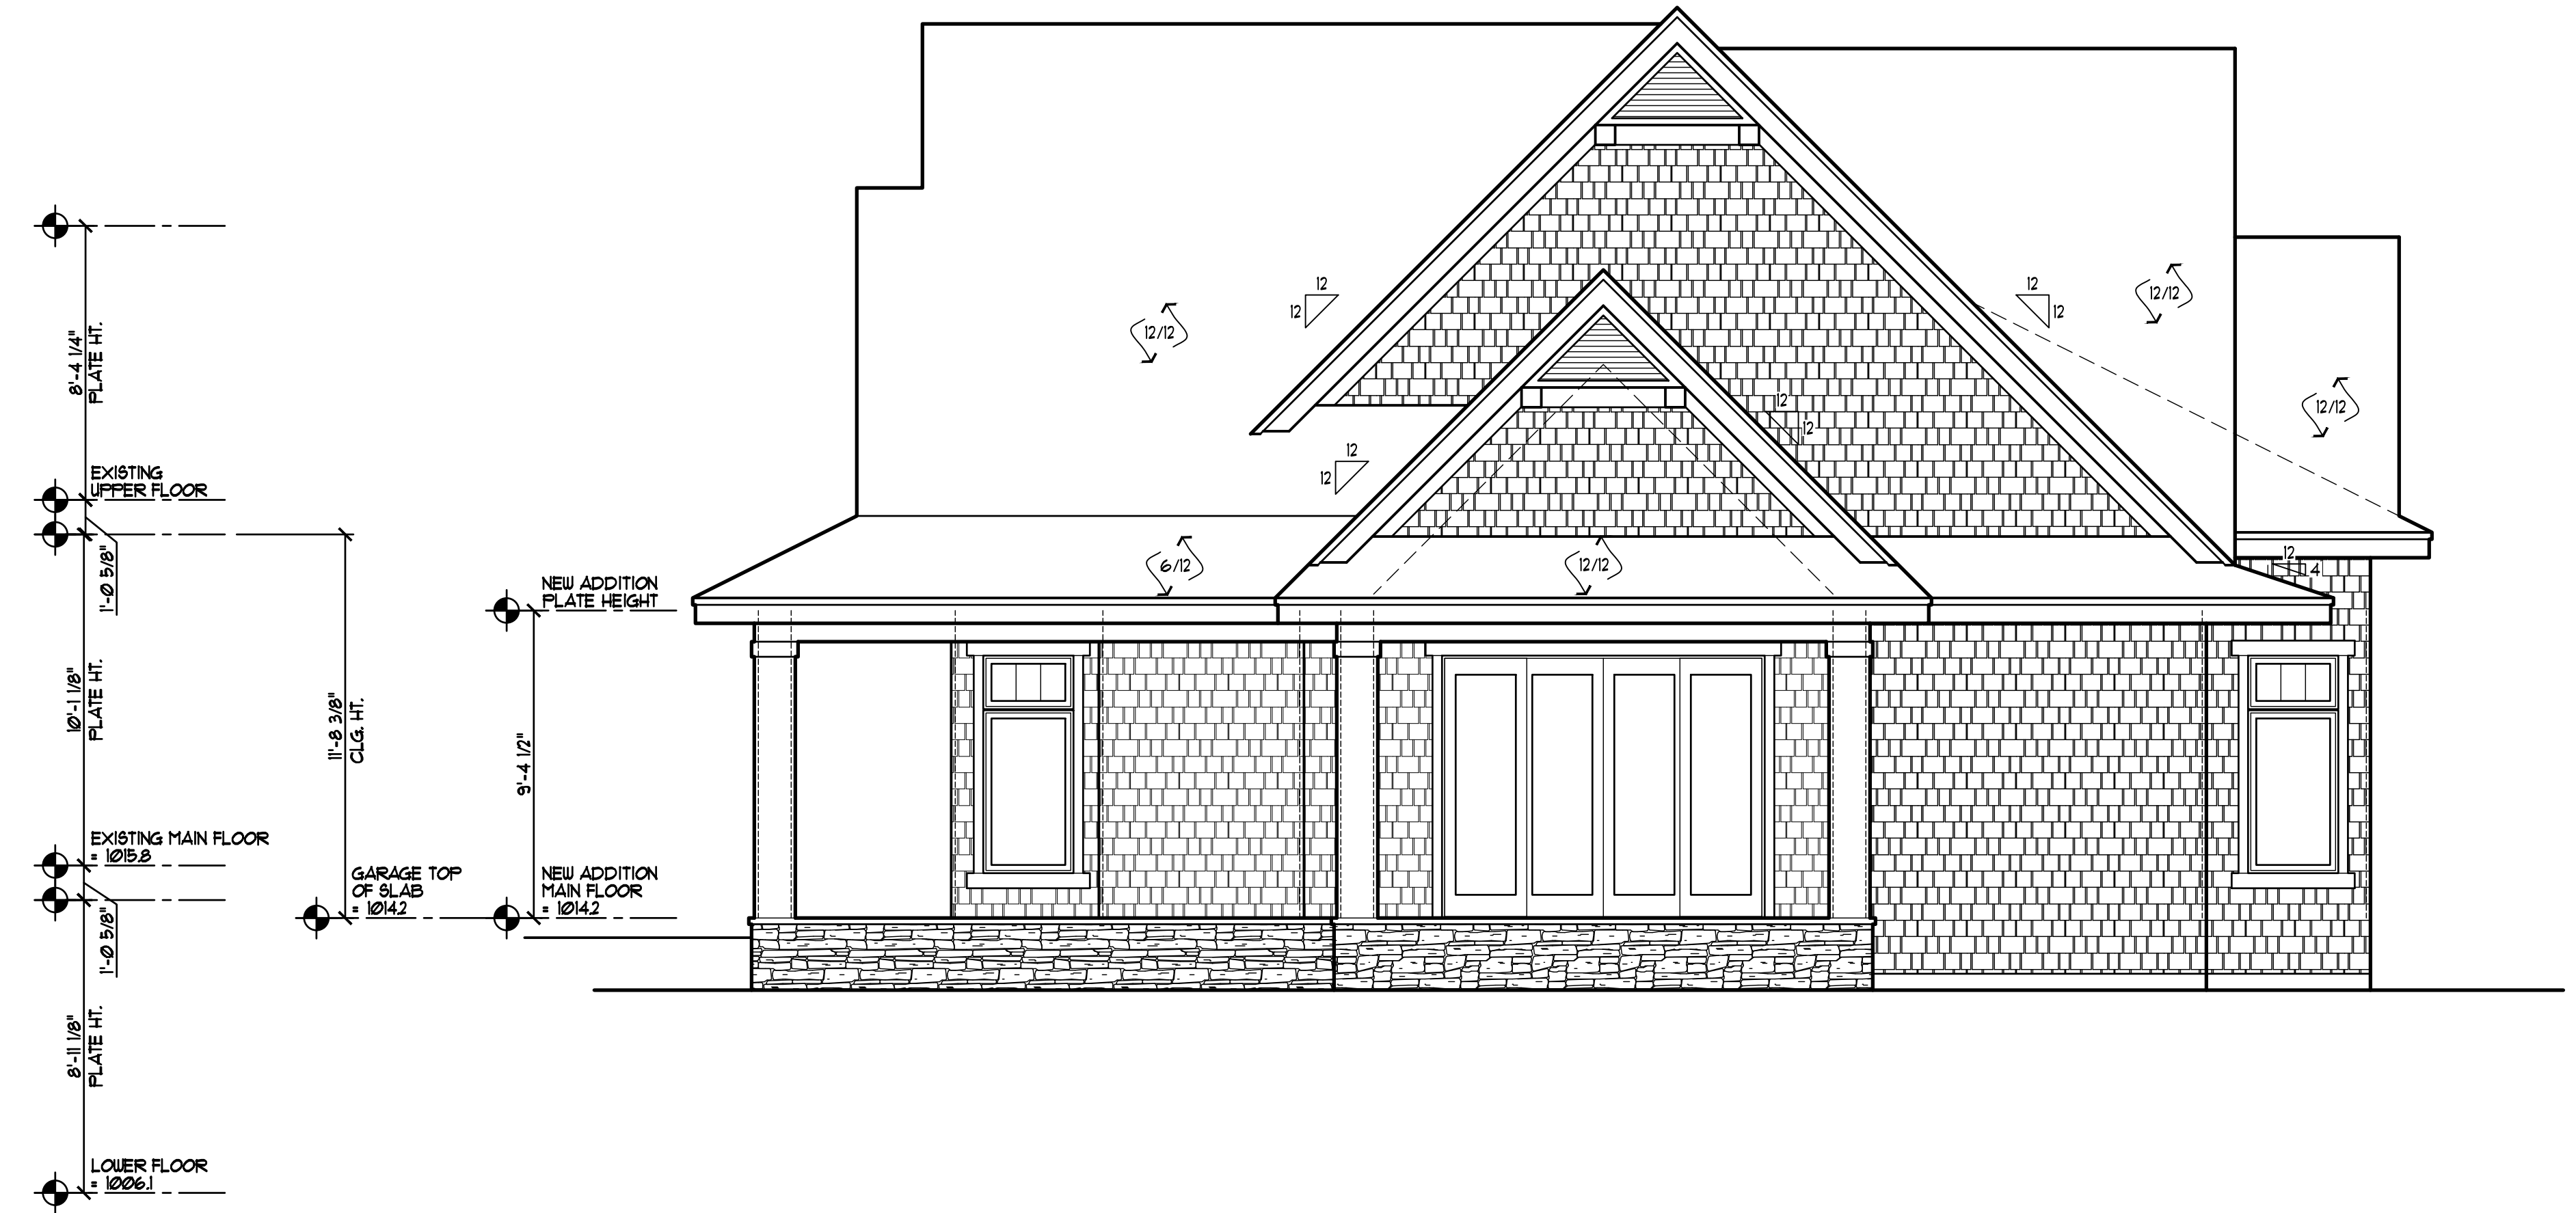 12
12
12/12
12
12
12/12
12/12
12
12
12
12
6/12
12/12
12
4
8'-4 1/4"
PLATE HT.
EXISTING
UPPER FLOOR
1'-0 5/8"
10'-1 1/8"
PLATE HT.
11'-8 3/8"
CLG. HT.
NEW ADDITION
PLATE HEIGHT
9'-4 1/2"
EXISTING MAIN FLOOR
= 1015.8
GARAGE TOP
OF SLAB
= 1014.2
NEW ADDITION
MAIN FLOOR
= 1014.2
1'-0 5/8"
8'-11 1/8"
PLATE HT.
LOWER FLOOR
= 1006.1